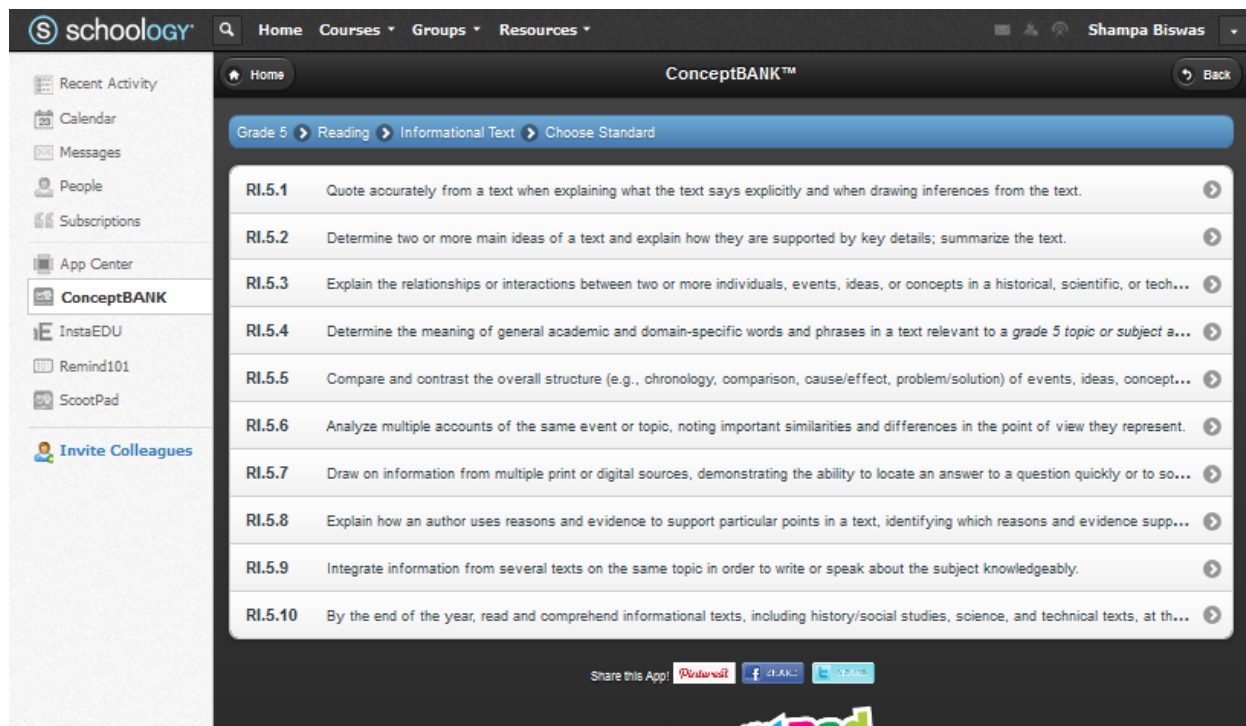 schoology Home Courses Groups Resources Shampa Biswas
Home ConceptBANK™ Back
Recent Activity
Calendar
Messages
People
Subscriptions
App Center
ConceptBANK
InstaEDU
Remind101
ScootPad
Invite Colleagues
Grade 5 Reading Informational Text Choose Standard
RI.5.1 Quote accurately from a text when explaining what the text says explicitly and when drawing inferences from the text.
RI.5.2 Determine two or more main ideas of a text and explain how they are supported by key details; summarize the text.
RI.5.3 Explain the relationships or interactions between two or more individuals, events, ideas, or concepts in a historical, scientific, or tech...
RI.5.4 Determine the meaning of general academic and domain-specific words and phrases in a text relevant to a grade 5 topic or subject a...
RI.5.5 Compare and contrast the overall structure (e.g., chronology, comparison, cause/effect, problem/solution) of events, ideas, concept...
RI.5.6 Analyze multiple accounts of the same event or topic, noting important similarities and differences in the point of view they represent.
RI.5.7 Draw on information from multiple print or digital sources, demonstrating the ability to locate an answer to a question quickly or to so...
RI.5.8 Explain how an author uses reasons and evidence to support particular points in a text, identifying which reasons and evidence supp...
RI.5.9 Integrate information from several texts on the same topic in order to write or speak about the subject knowledgeably.
RI.5.10 By the end of the year, read and comprehend informational texts, including history/social studies, science, and technical texts, at th...
Share this App! Pinterest